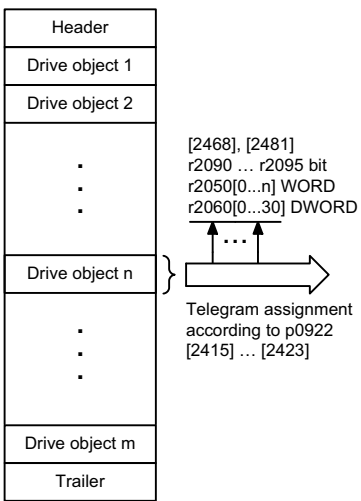 Header
Drive object 1
Drive object 2
.
.
.
[2468], [2481]
r2090 … r2095 bit
r2050[0...n] WORD
r2060[0...30] DWORD
...
Drive object n
}
Telegram assignment
according to p0922
[2415] … [2423]
.
.
.
Drive object m
Trailer